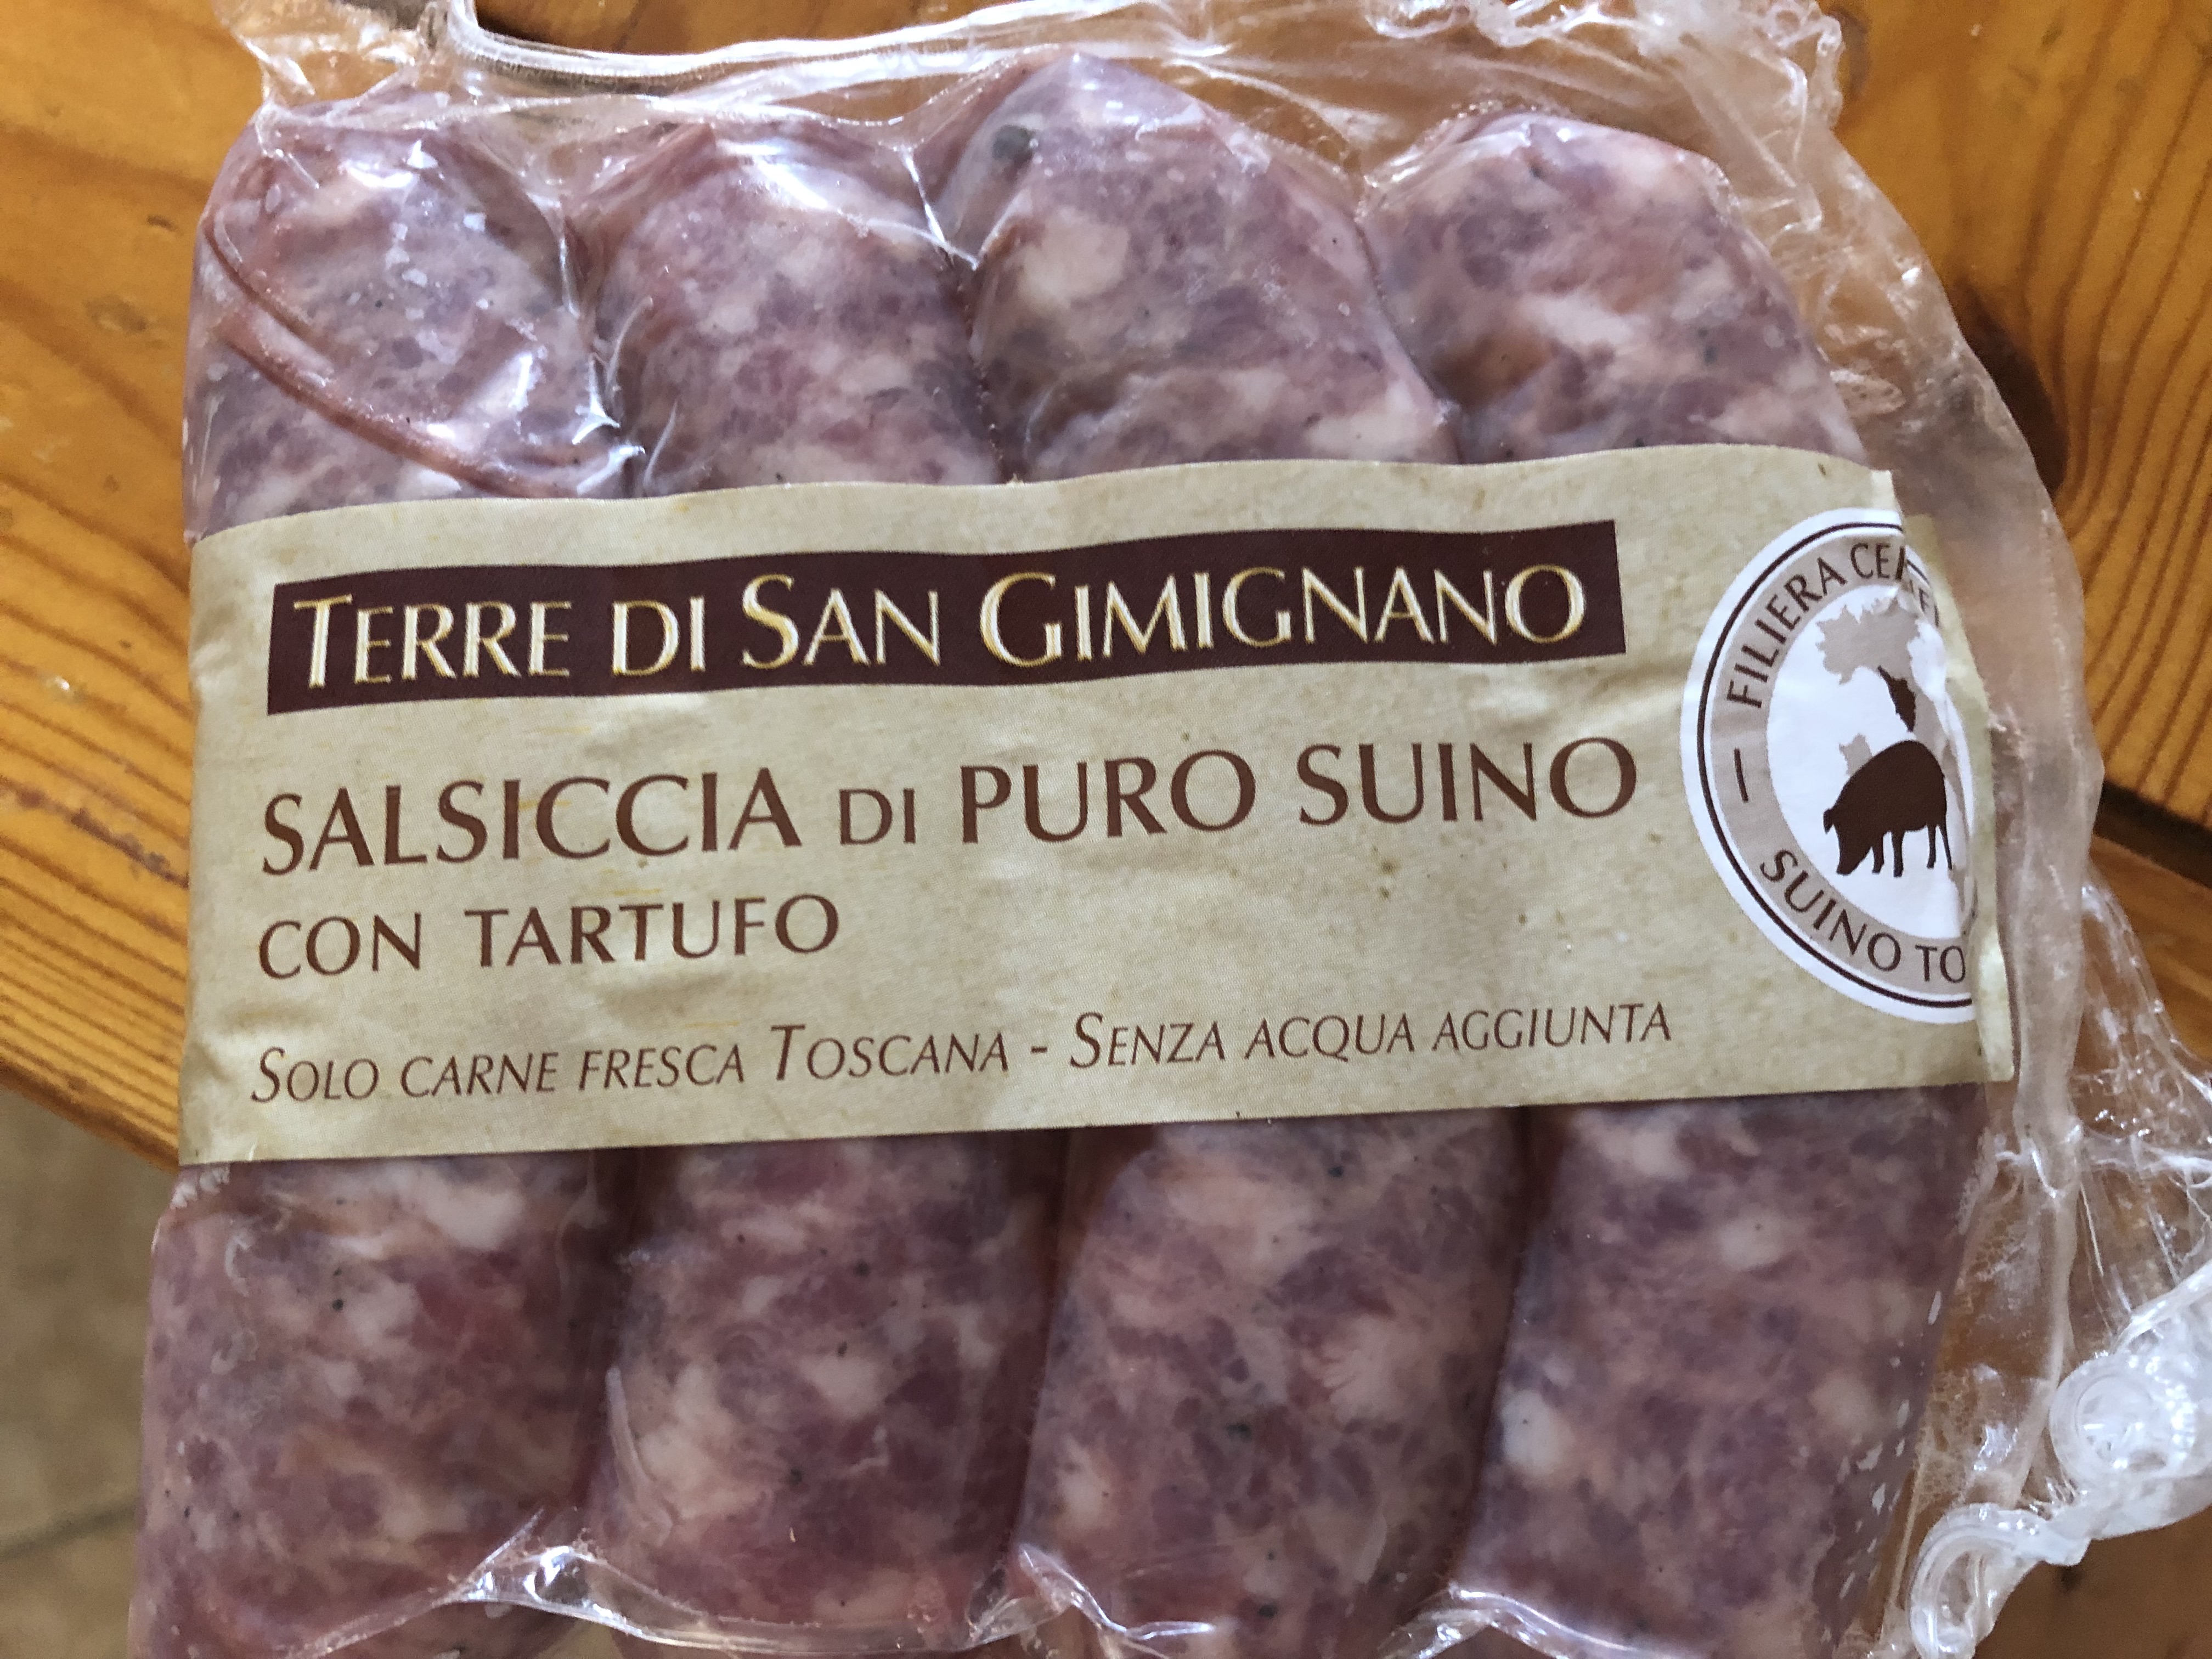 TERRE DI SAN GIMIGNANO
SALSICCIA DI PURO SUINO
CON TARTUFO
SOLO CARNE FRESCA TOSCANA - SENZA ACQUA AGGIUNTA
FILIERA
SUINO